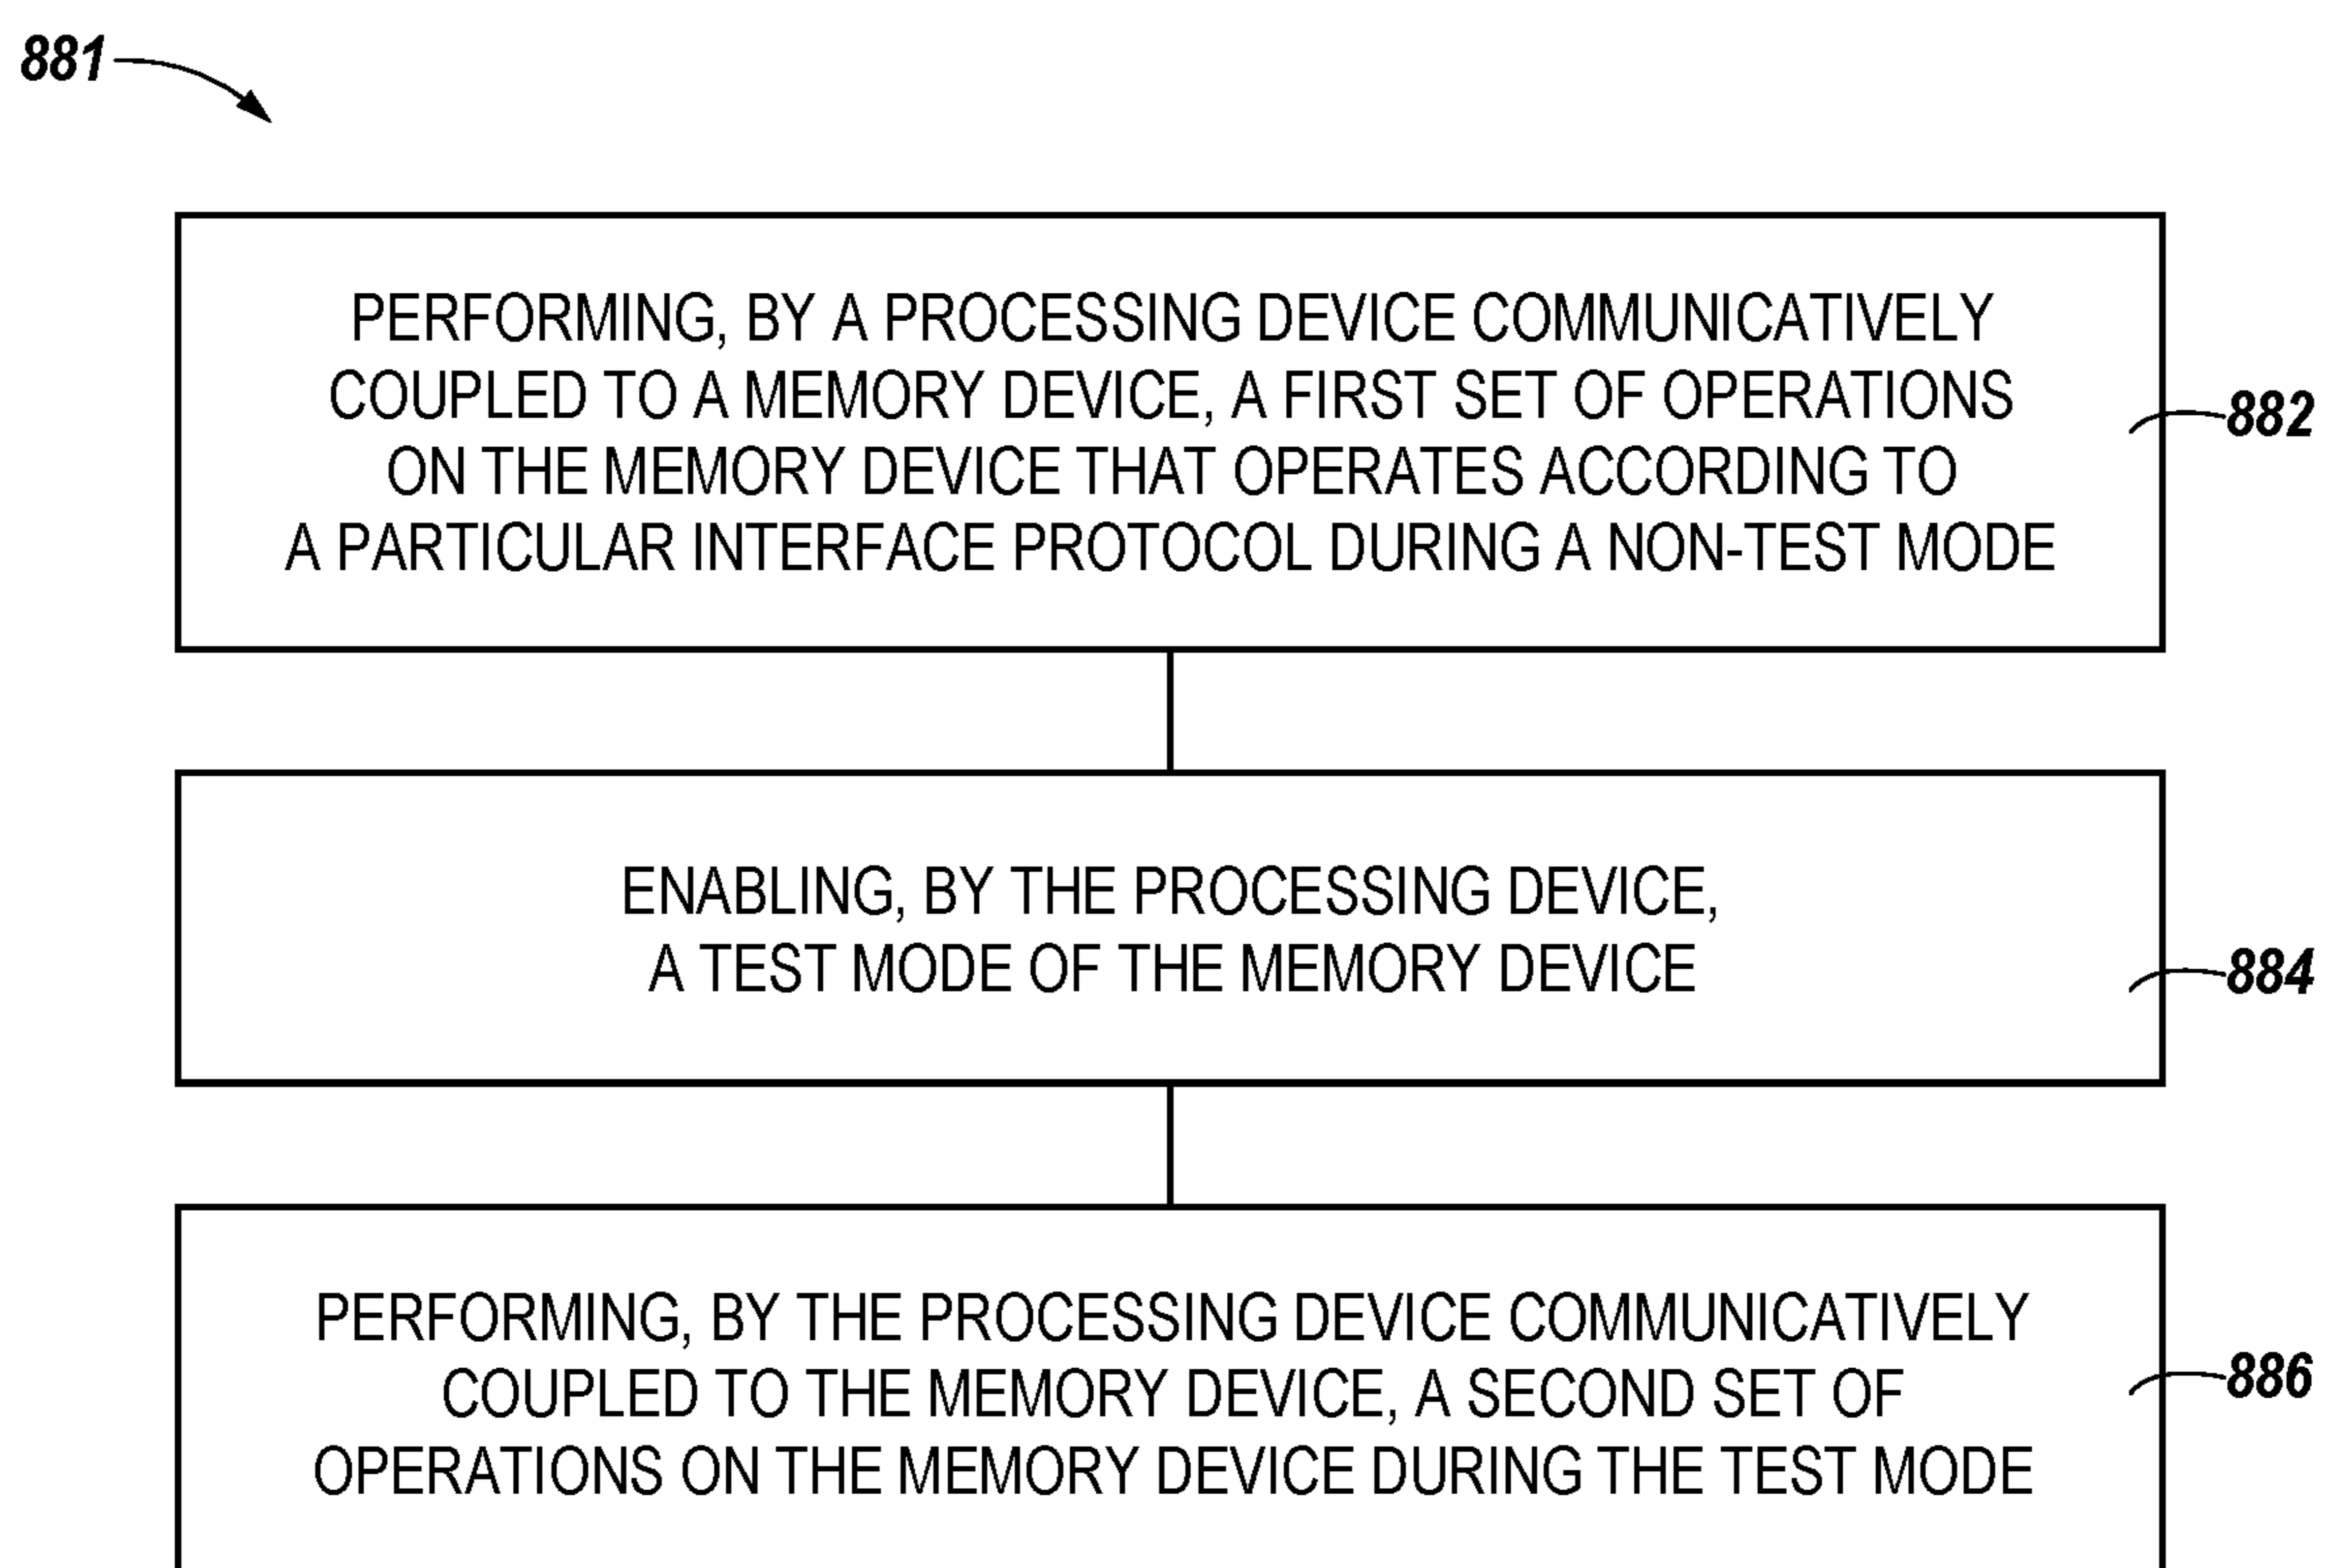 881
PERFORMING, BY A PROCESSING DEVICE COMMUNICATIVELY
COUPLED TO A MEMORY DEVICE, A FIRST SET OF OPERATIONS
ON THE MEMORY DEVICE THAT OPERATES ACCORDING TO
A PARTICULAR INTERFACE PROTOCOL DURING A NON-TEST MODE
882
ENABLING, BY THE PROCESSING DEVICE,
A TEST MODE OF THE MEMORY DEVICE
884
PERFORMING, BY THE PROCESSING DEVICE COMMUNICATIVELY
COUPLED TO THE MEMORY DEVICE, A SECOND SET OF
OPERATIONS ON THE MEMORY DEVICE DURING THE TEST MODE
886